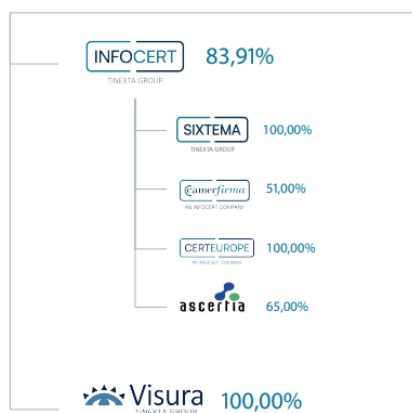 INFOCERT 83,91%
TINEXTA GROUP
SIXTEMA 100,00%
TINEXTA GROUP
Camerfirma 51,00%
AN INFOCERT COMPANY
CERTEUROPE 100,00%
AN INFOCERT COMPANY
ascertia 65,00%
Visura 100,00%
TINEXTA GROUP